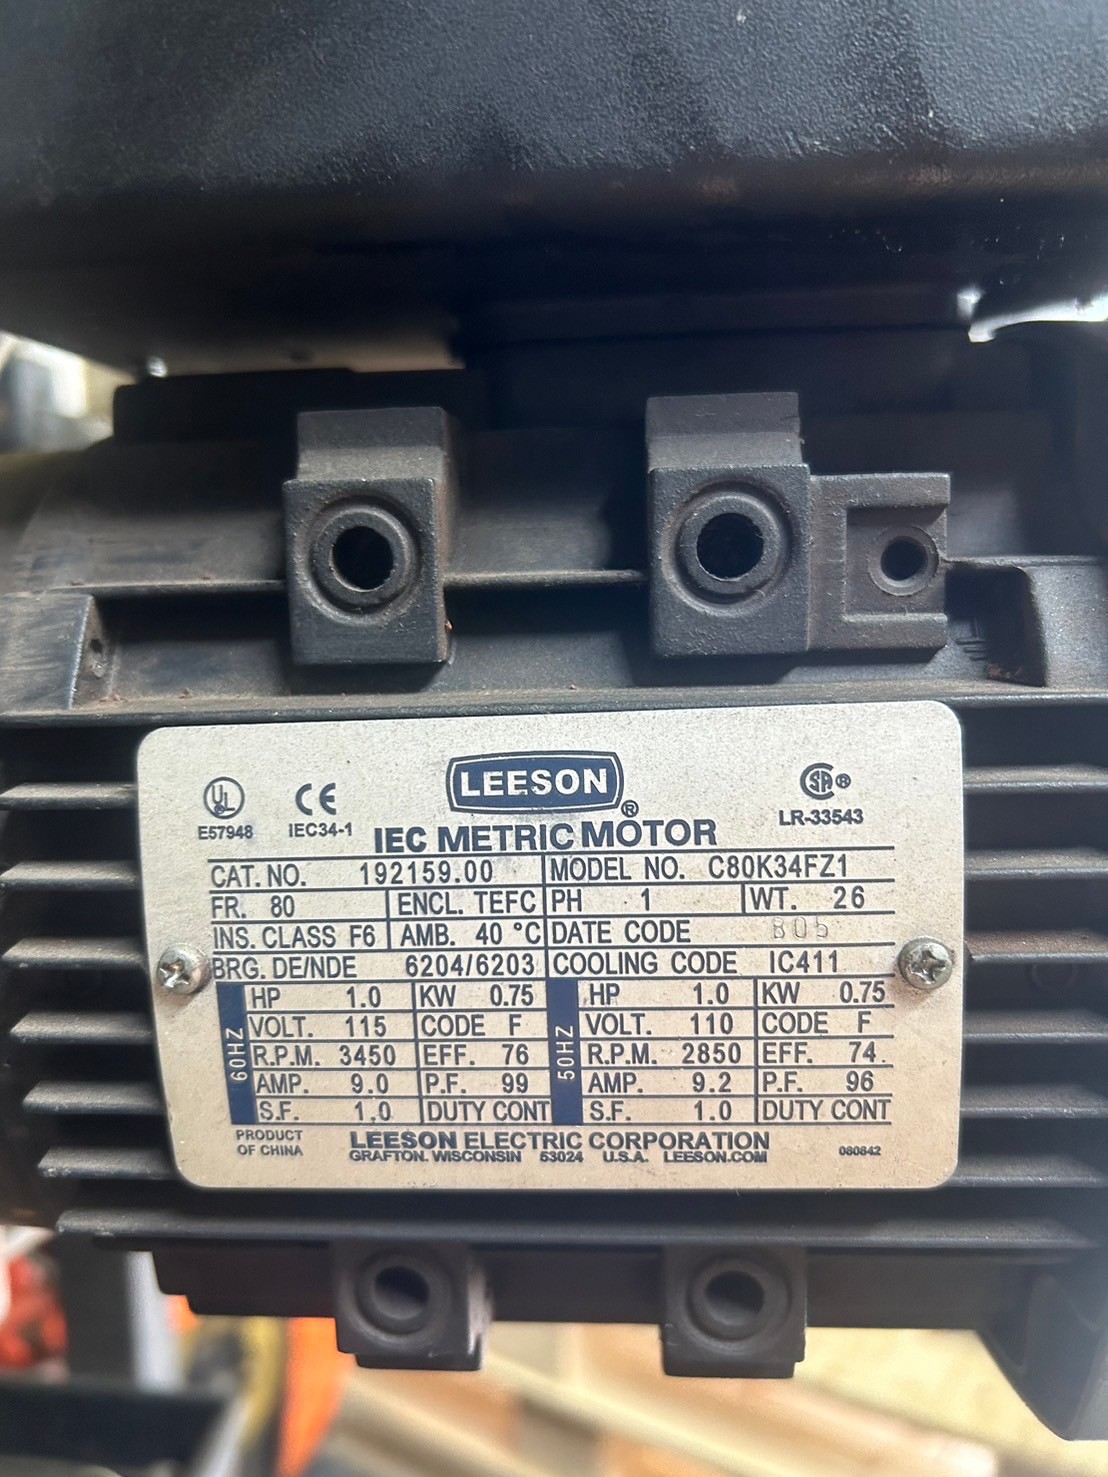 UL
E57948
CE
IEC34-1
LEESON®
SA®
LR-33543
IEC METRIC MOTOR
CAT. NO. 192159.00 MODEL NO. C80K34FZ1
FR. 80 ENCL. TEFC PH 1 WT. 26
INS. CLASS F6 AMB. 40 °C DATE CODE B05
BRG. DE/NDE 6204/6203 COOLING CODE IC411
60HZ
HP 1.0 KW 0.75
VOLT. 115 CODE F
R.P.M. 3450 EFF. 76
AMP. 9.0 P.F. 99
S.F. 1.0 DUTY CONT
50HZ
HP 1.0 KW 0.75
VOLT. 110 CODE F
R.P.M. 2850 EFF. 74.
AMP. 9.2 P.F. 96
S.F. 1.0 DUTY CONT
PRODUCT
OF CHINA
LEESON ELECTRIC CORPORATION
GRAFTON. WISCONSIN 53024 U.S.A. LEESON.COM
080842